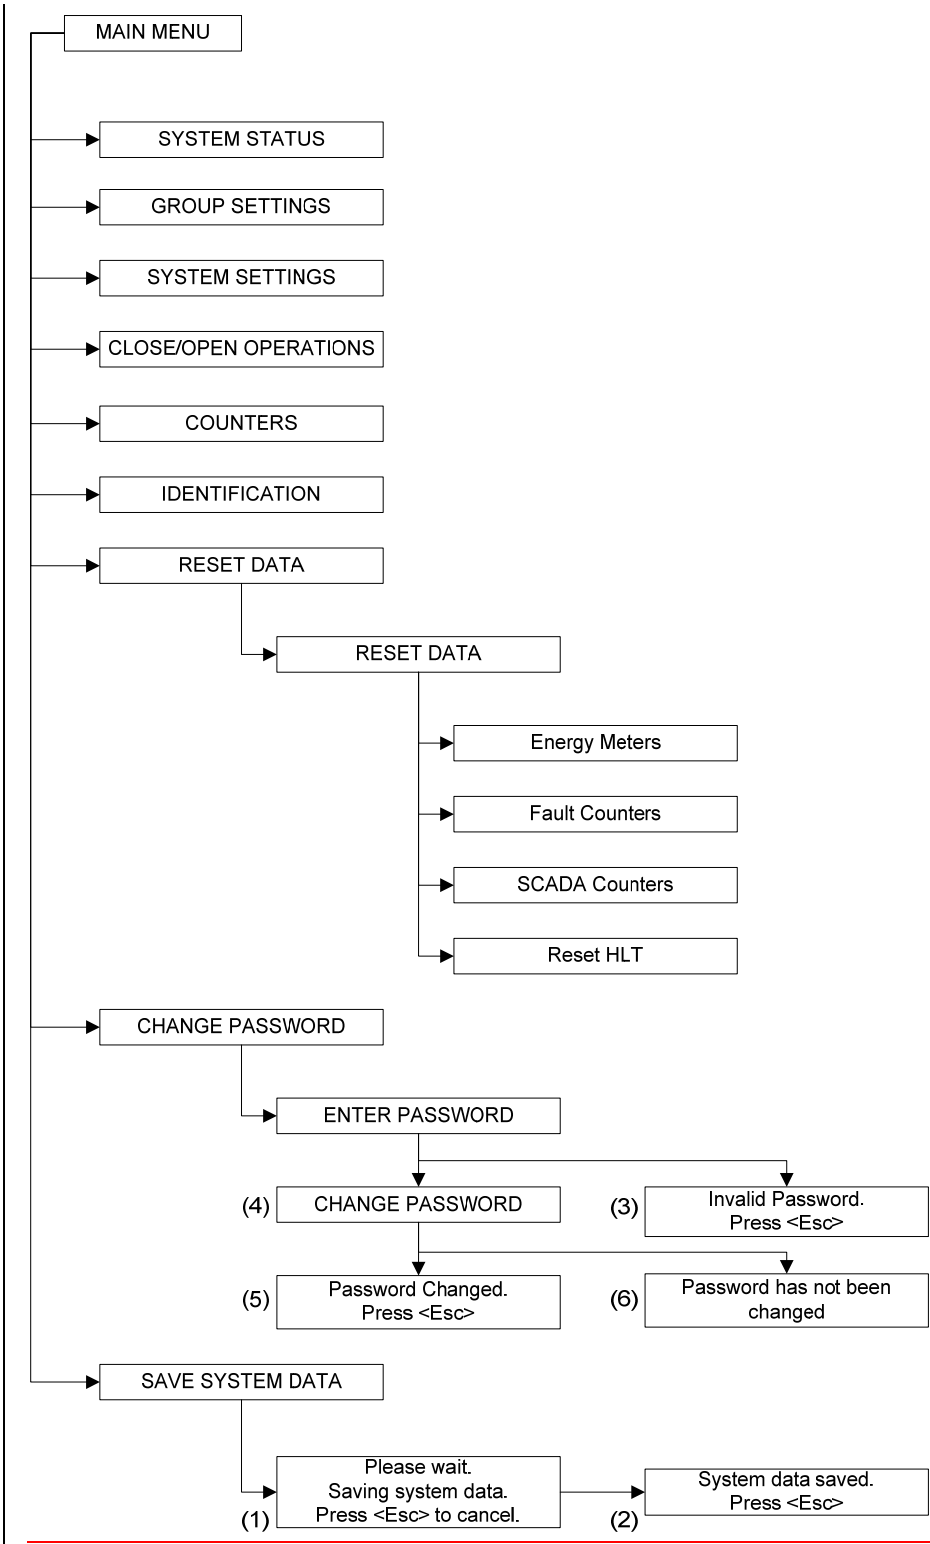 MAIN MENU
SYSTEM STATUS
GROUP SETTINGS
SYSTEM SETTINGS
CLOSE/OPEN OPERATIONS
COUNTERS
IDENTIFICATION
RESET DATA
RESET DATA
Energy Meters
Fault Counters
SCADA Counters
Reset HLT
CHANGE PASSWORD
ENTER PASSWORD
(4)
CHANGE PASSWORD
(3)
Invalid Password.
Press <Esc>
(5)
Password Changed.
Press <Esc>
(6)
Password has not been
changed
SAVE SYSTEM DATA
(1)
Please wait.
Saving system data.
Press <Esc> to cancel.
(2)
System data saved.
Press <Esc>